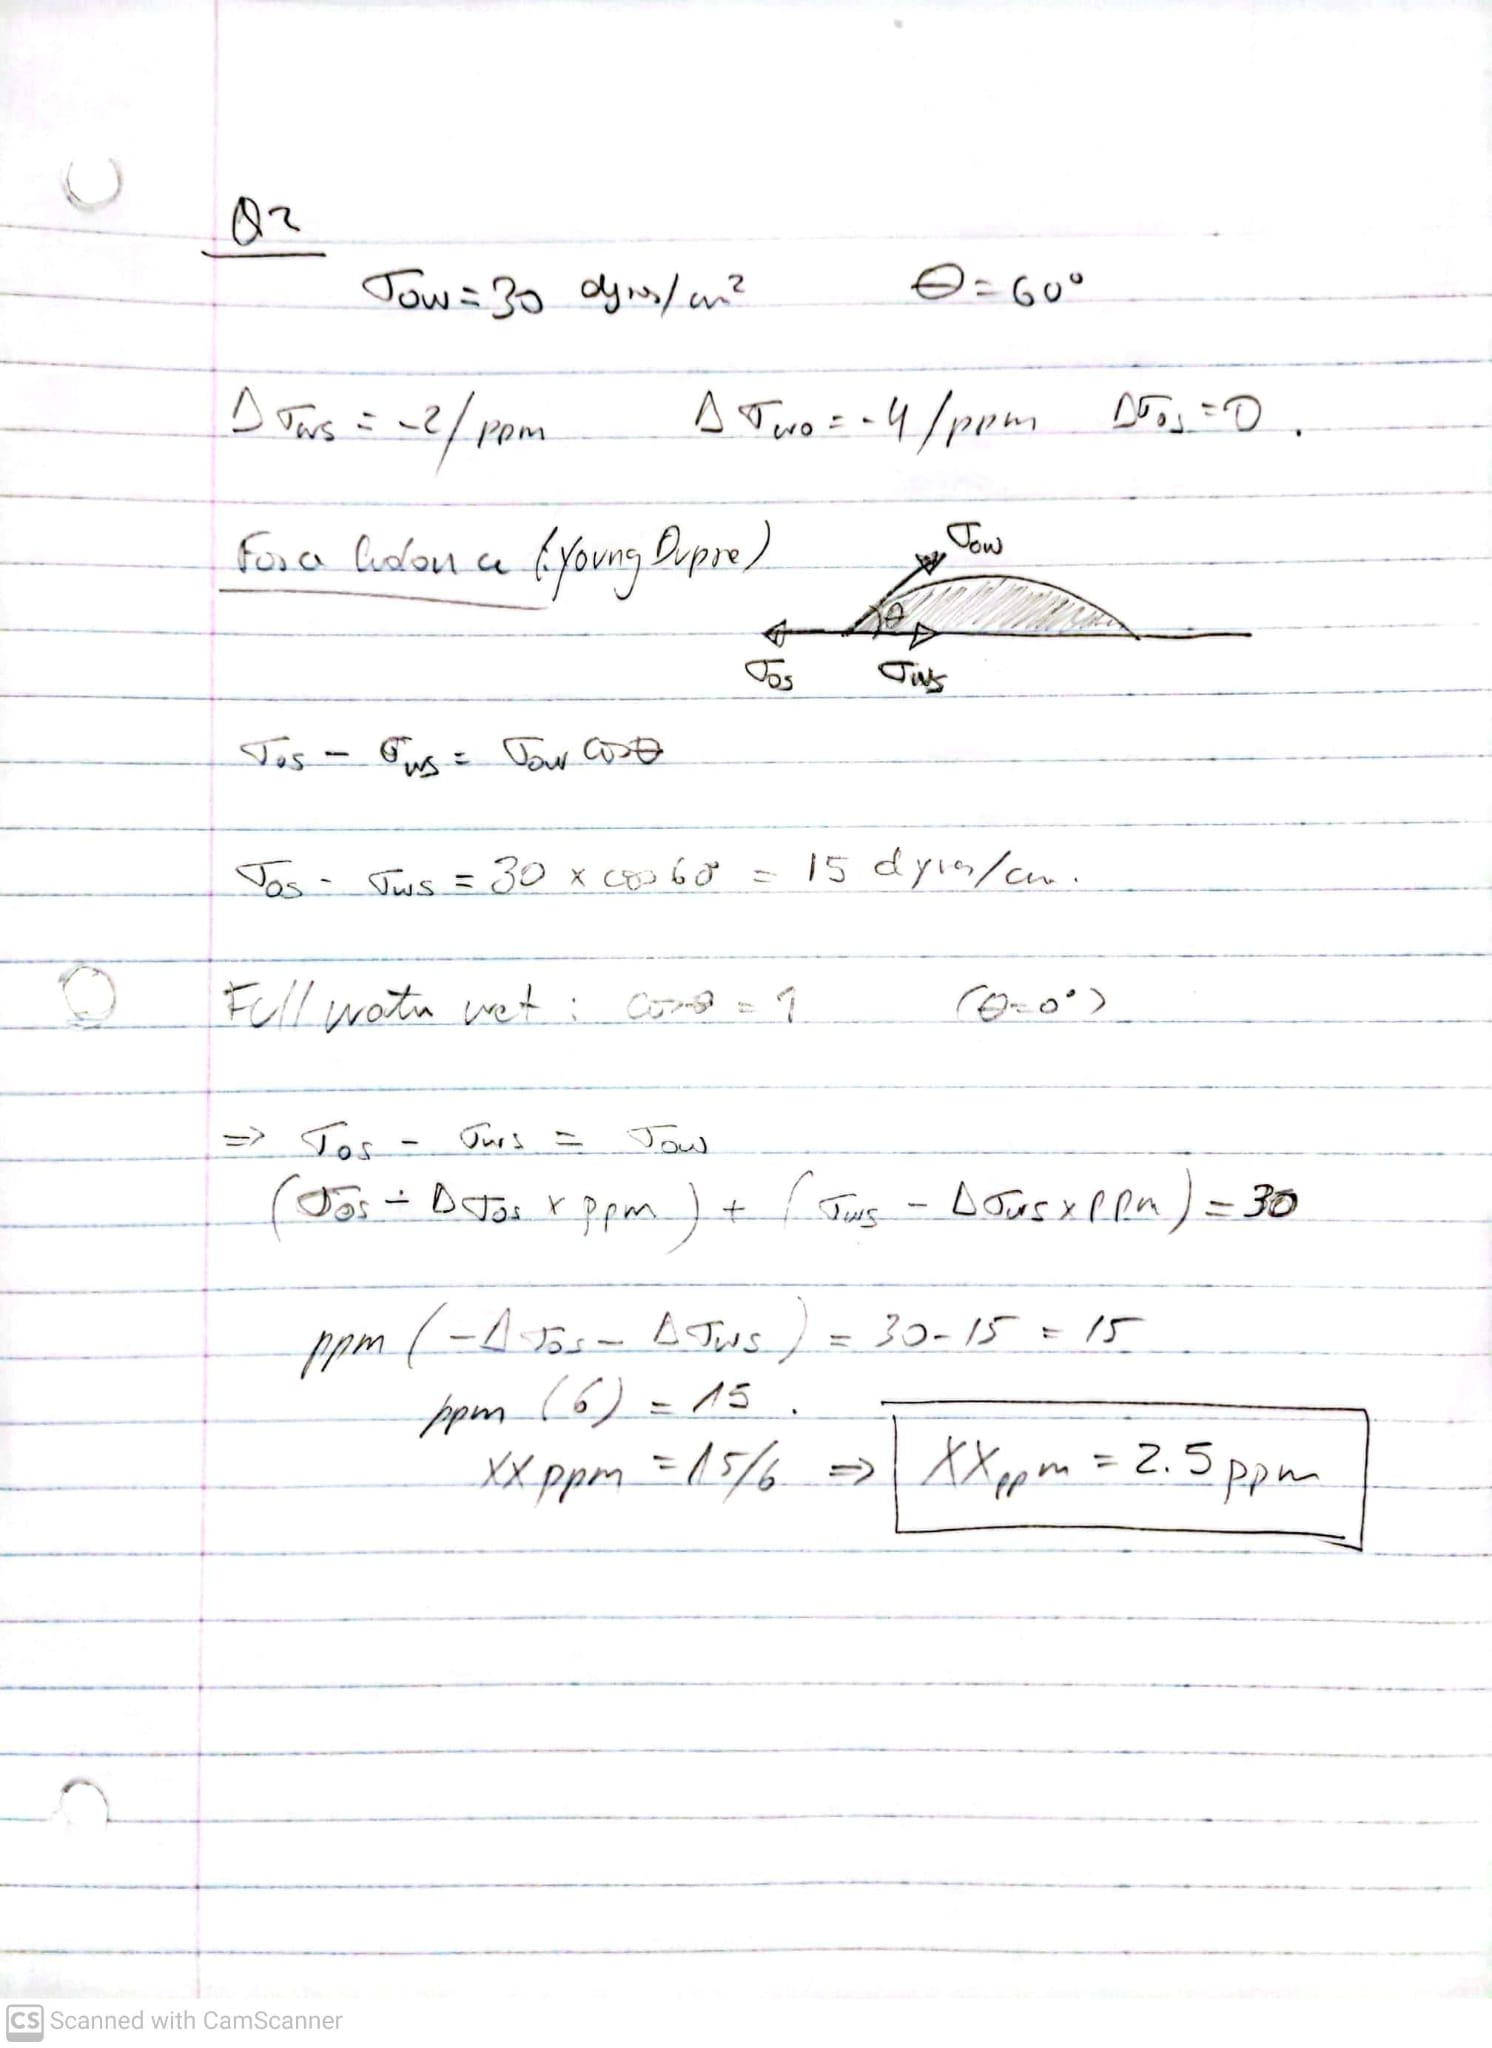 Q2
σow = 30 dynes/cm² θ = 60°
Δσws = -2/ppm Δσwo = -4/ppm Δσos = 0.
Force balance (Young Dupre)
σow
θ
σos σws
σos - σws = σow cosθ
σos - σws = 30 x cos 60° = 15 dynes/cm.
Full water wet : cosθ = 1 (θ=0°)
=> σos - σws = σow
(σos ÷ Δσos x ppm) + (σws - Δσws x ppm) = 30
ppm (-Δσos - Δσws) = 30-15 = 15
ppm (6) = 15.
XX ppm = 15/6 => XXppm = 2.5 ppm
CS Scanned with CamScanner